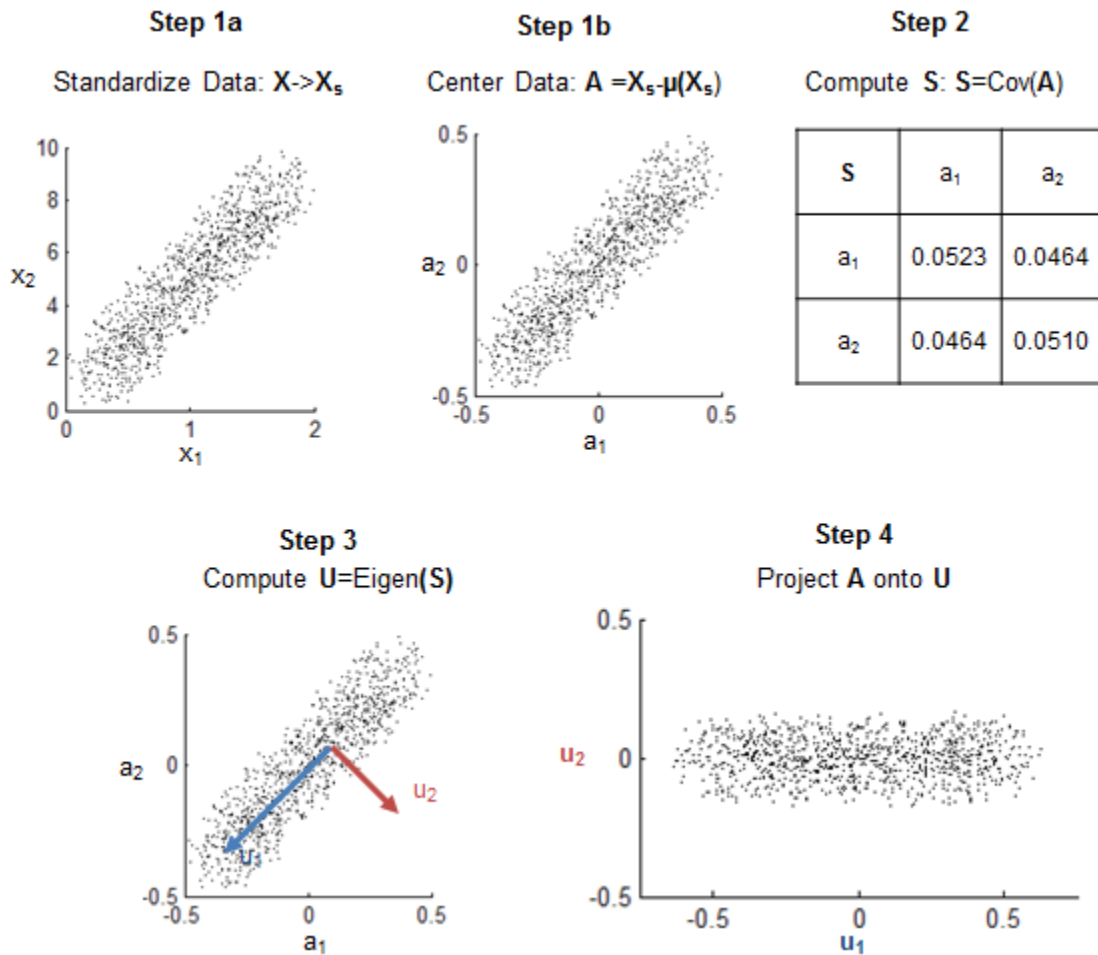 Step 1a
Standardize Data: X->Xₛ
10
8
6
4
2
0
x₂
0 1 2
x₁
Step 1b
Center Data: A =Xₛ-µ(Xₛ)
0.5
a₂
0
-0.5
-0.5 0 0.5
a₁
Step 2
Compute S: S=Cov(A)
S a₁ a₂
a₁ 0.0523 0.0464
a₂ 0.0464 0.0510
Step 3
Compute U=Eigen(S)
0.5
a₂ 0
u₂
u₁
-0.5
-0.5 0 0.5
a₁
Step 4
Project A onto U
0.5
u₂ 0
-0.5
-0.5 0 0.5
u₁